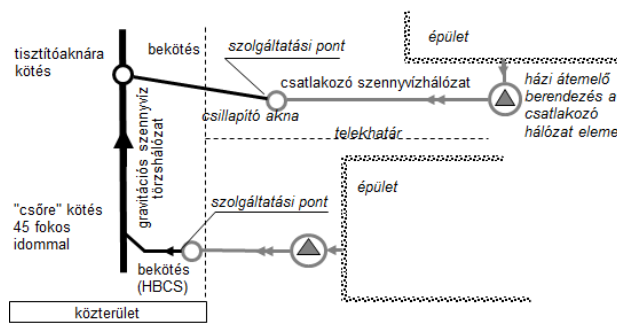 tisztítóaknára
kötés
bekötés
szolgáltatási pont
épület
csatlakozó szennyvízhálózat
házi átemelő
berendezés a
csatlakozó
hálózat eleme
csillapító akna
telekhatár
gravitációs szennyvíz
törzshálózat
"csőre" kötés
45 fokos
idommal
szolgáltatási pont
épület
bekötés
(HBCS)
közterület